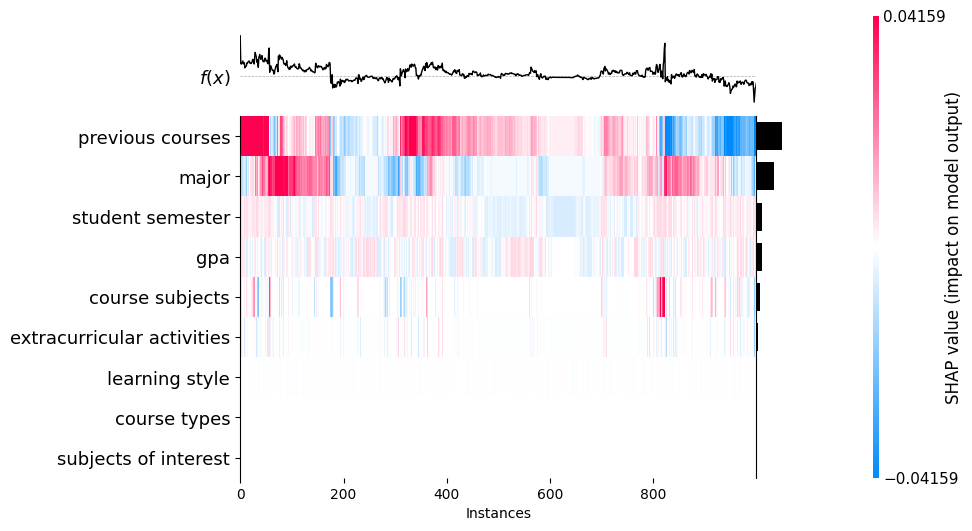 0.04159
f(x)
previous courses
major
student semester
gpa
course subjects
extracurricular activities
learning style
course types
subjects of interest
0 200 400 600 800
Instances
SHAP value (impact on model output)
−0.04159